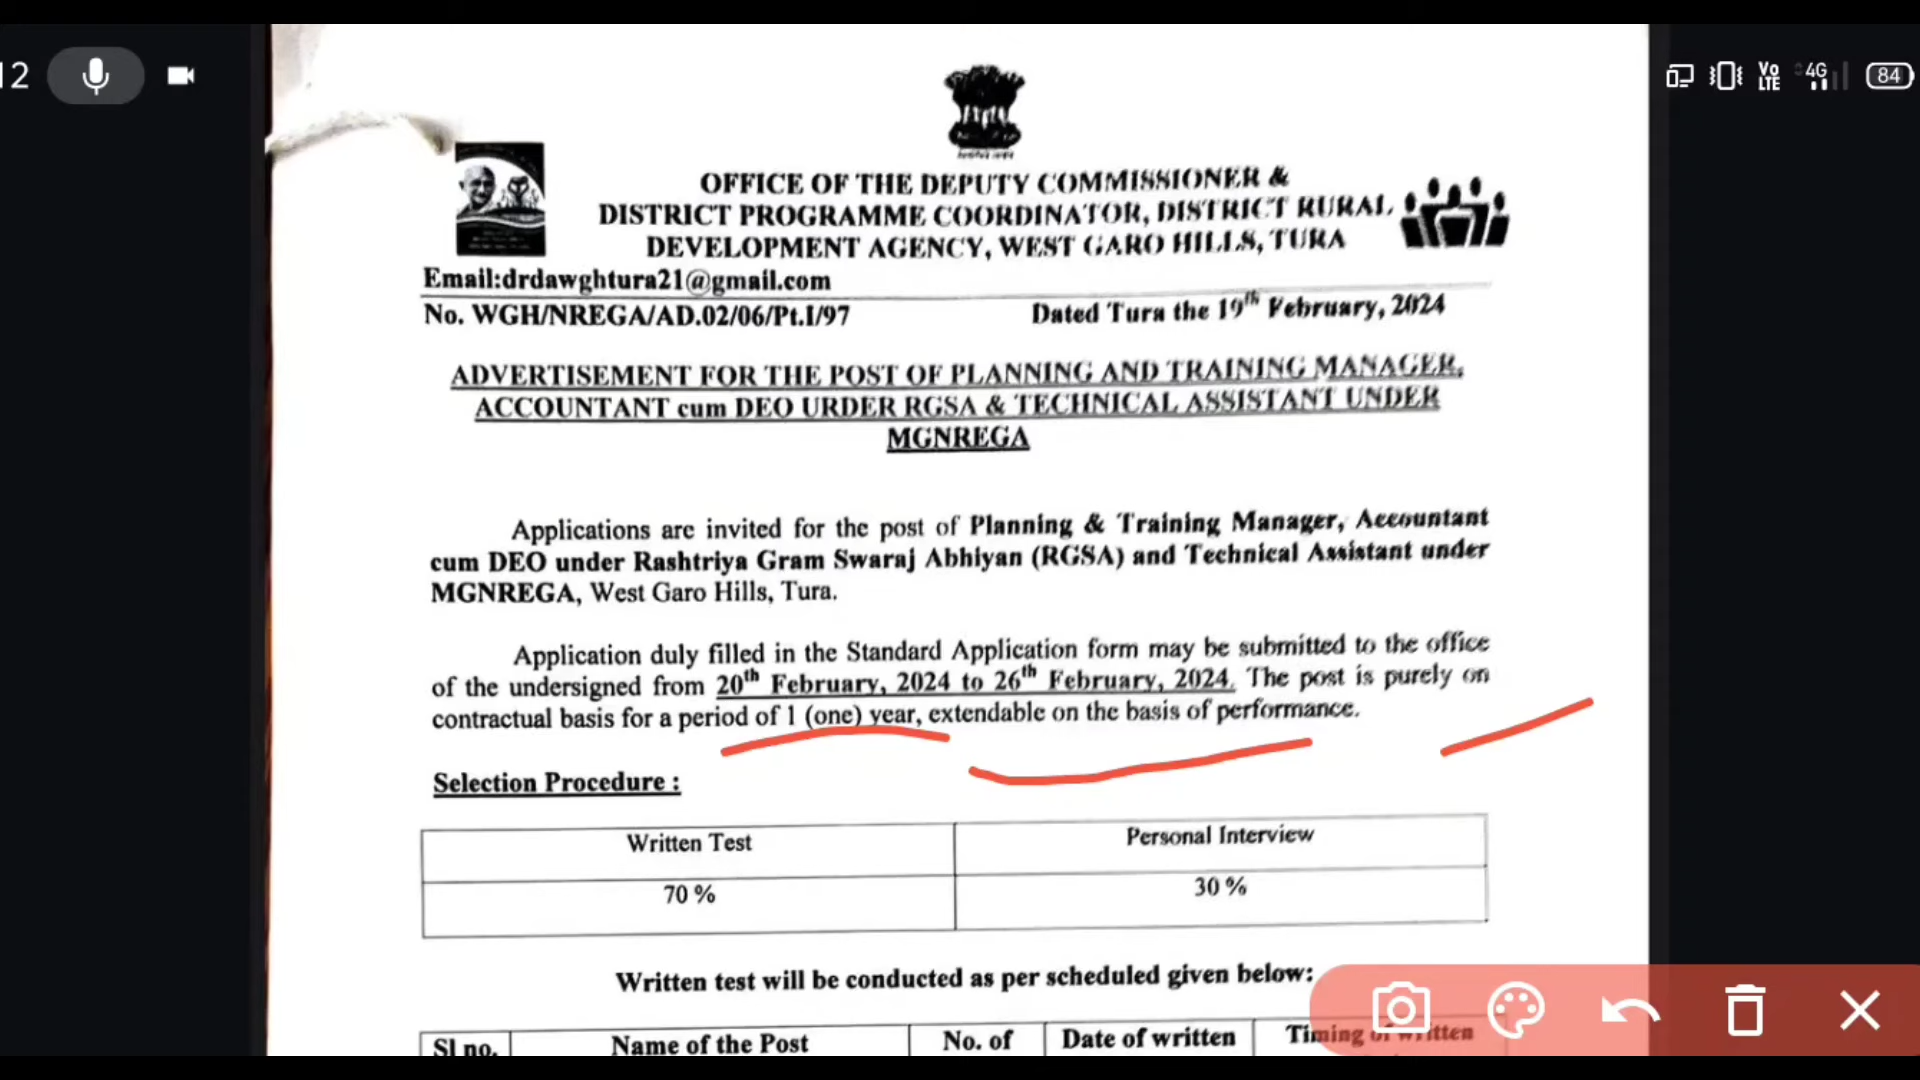 12
Vo
LTE
4G
84
OFFICE OF THE DEPUTY COMMISSIONER &
DISTRICT PROGRAMME COORDINATOR, DISTRICT RURAL
DEVELOPMENT AGENCY, WEST GARO HILLS, TURA
Email:drdawghtura21@gmail.com
No. WGH/NREGA/AD.02/06/Pt.I/97 Dated Tura the 19th February, 2024
ADVERTISEMENT FOR THE POST OF PLANNING AND TRAINING MANAGER,
ACCOUNTANT cum DEO URDER RGSA & TECHNICAL ASSISTANT UNDER
MGNREGA
Applications are invited for the post of Planning & Training Manager, Accountant
cum DEO under Rashtriya Gram Swaraj Abhiyan (RGSA) and Technical Assistant under
MGNREGA, West Garo Hills, Tura.
Application duly filled in the Standard Application form may be submitted to the office
of the undersigned from 20th February, 2024 to 26th February, 2024. The post is purely on
contractual basis for a period of 1 (one) year, extendable on the basis of performance.
Selection Procedure :
Written Test Personal Interview
70 % 30 %
Written test will be conducted as per scheduled given below:
Sl no. Name of the Post No. of Date of written Timing of written